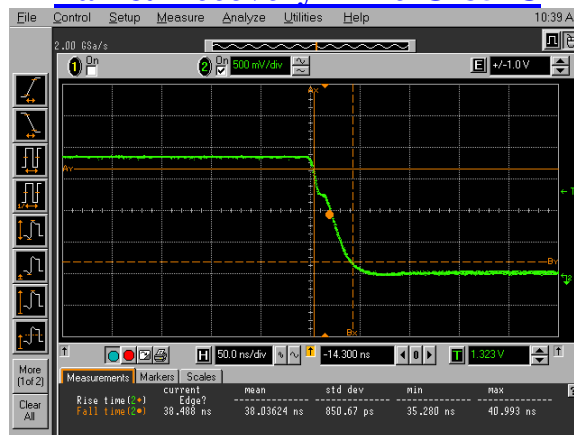 File Control Setup Measure Analyze Utilities Help 10:39 A
2.00 GSa/s
1 On 2 On 500 mV/div E +/-1.0 V
Ax
Ay
T
By
2
Bx
H 50.0 ns/div -14.300 ns 0 T 1.323 V
More
(1of 2)
Clear
All
Measurements Markers Scales
current mean std dev min max
Rise time(2) Edge?
Fall time(2) 38.488 ns 38.03624 ns 850.67 ps 35.280 ns 40.993 ns